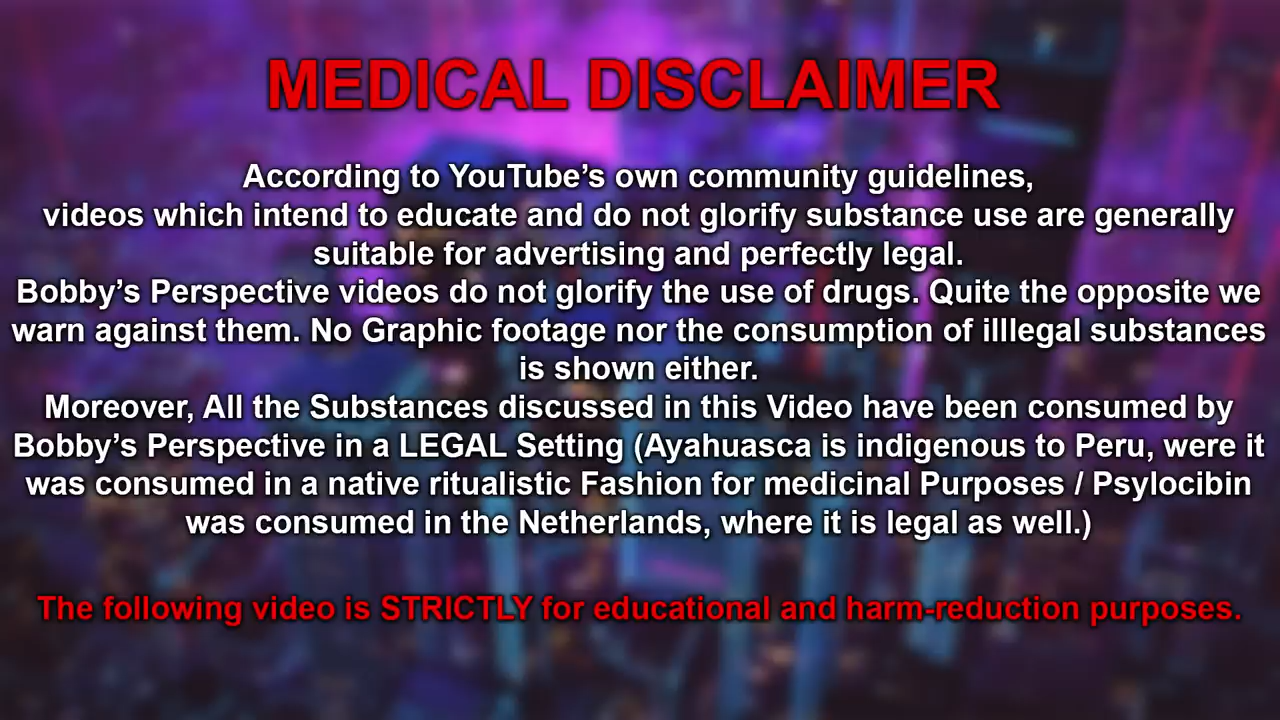 MEDICAL DISCLAIMER
According to YouTube’s own community guidelines,
videos which intend to educate and do not glorify substance use are generally
suitable for advertising and perfectly legal.
Bobby’s Perspective videos do not glorify the use of drugs. Quite the opposite we
warn against them. No Graphic footage nor the consumption of illlegal substances
is shown either.
Moreover, All the Substances discussed in this Video have been consumed by
Bobby’s Perspective in a LEGAL Setting (Ayahuasca is indigenous to Peru, were it
was consumed in a native ritualistic Fashion for medicinal Purposes / Psylocibin
was consumed in the Netherlands, where it is legal as well.)
The following video is STRICTLY for educational and harm-reduction purposes.